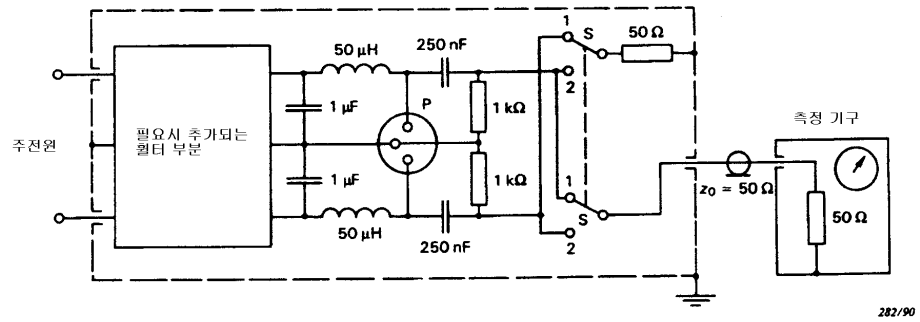 주전원
필요시 추가되는
휠터 부분
50 μH
250 nF
1 μF
P
1 kΩ
1 μF
1 kΩ
50 μH
250 nF
1
S
50 Ω
2
1
S
2
z₀ = 50 Ω
측정 기구
50 Ω
282/90